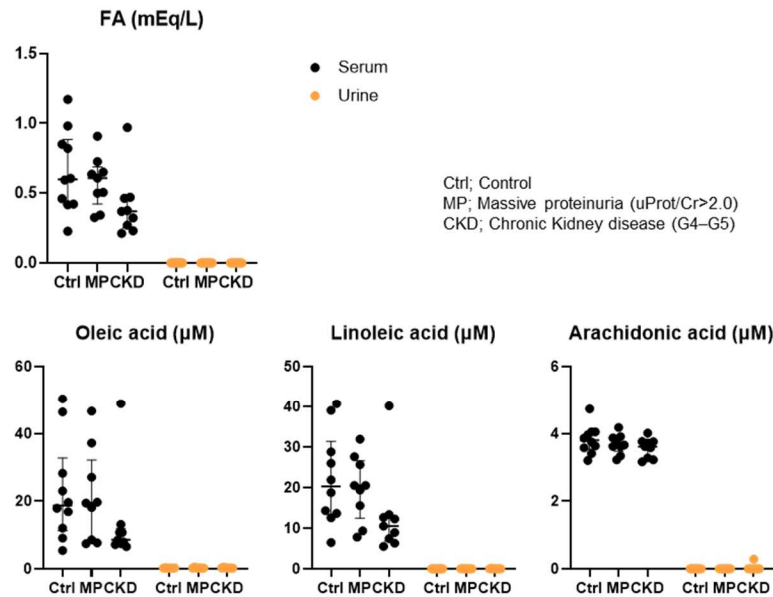 FA (mEq/L)
1.5
1.0
0.5
0.0
Ctrl MPCKD Ctrl MPCKD
Serum
Urine
Ctrl; Control
MP; Massive proteinuria (uProt/Cr>2.0)
CKD; Chronic Kidney disease (G4–G5)
Oleic acid (μM)
60
40
20
0
Ctrl MPCKD Ctrl MPCKD
Linoleic acid (μM)
50
40
30
20
10
0
Ctrl MPCKD Ctrl MPCKD
Arachidonic acid (μM)
6
4
2
0
Ctrl MPCKD Ctrl MPCKD